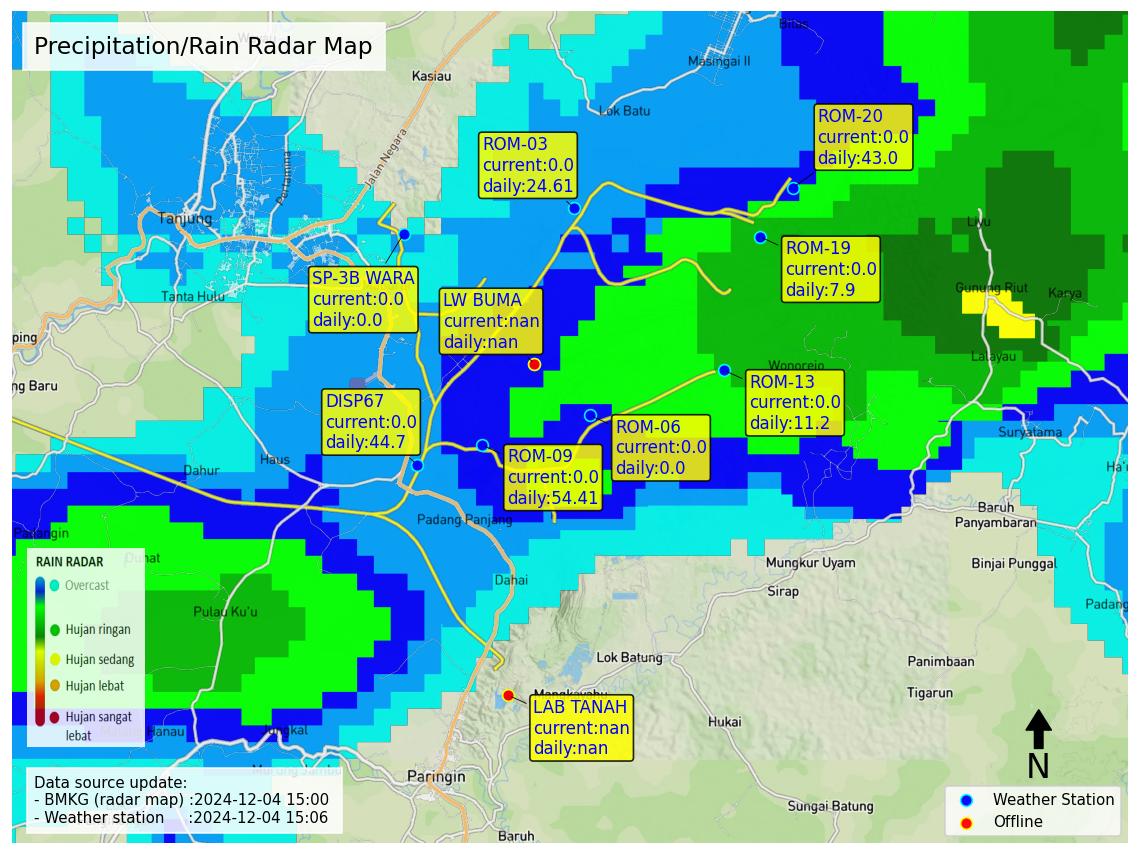 Precipitation/Rain Radar Map
Bilas
Masingai II
Kasiau
Lok Batu
Jalan Negara
ROM-20
current:0.0
daily:43.0
ROM-03
current:0.0
daily:24.61
Tanjung
Liyu
ROM-19
current:0.0
daily:7.9
SP-3B WARA
current:0.0
daily:0.0
LW BUMA
current:nan
daily:nan
Tanta Hulu
Gunung Riut
Karya
ping
Lalayau
Wonorejo
ng Baru
ROM-13
current:0.0
daily:11.2
DISP67
current:0.0
daily:44.7
ROM-06
current:0.0
daily:0.0
Suryatama
ROM-09
current:0.0
daily:54.41
Haus
Dahur
Ha'u
Padang Panjang
Baruh
Panyambaran
Mungkur Uyam
Binjai Punggal
RAIN RADAR
Overcast
Hujan ringan
Hujan sedang
Hujan lebat
Hujan sangat
lebat
Dahai
Sirap
Padang
Pulau Ku'u
Lok Batung
Panimbaan
Tigarun
LAB TANAH
current:nan
daily:nan
Hukai
Hanau
Jungkal
N
Data source update:
- BMKG (radar map) :2024-12-04 15:00
- Weather station :2024-12-04 15:06
Paringin
Sungai Batung
Baruh
Weather Station
Offline